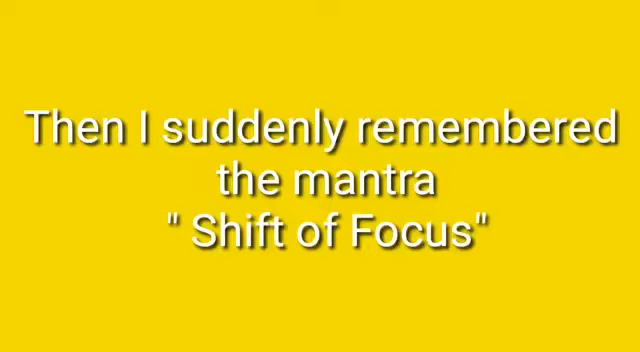 Then I suddenly remembered
the mantra
" Shift of Focus"